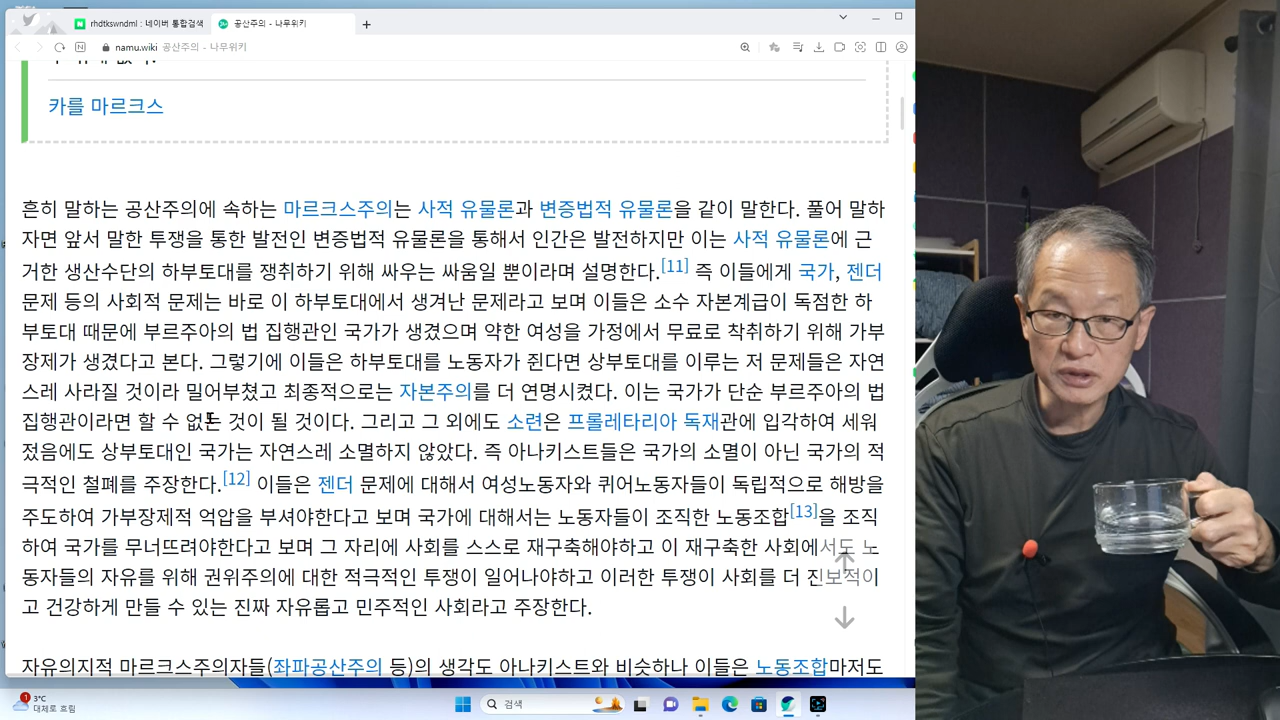 rhdtkswndml : 네이버 통합검색
공산주의 - 나무위키
namu.wiki 공산주의 - 나무위키
카를 마르크스
흔히 말하는 공산주의에 속하는 마르크스주의는 사적 유물론과 변증법적 유물론을 같이 말한다. 풀어 말하
자면 앞서 말한 투쟁을 통한 발전인 변증법적 유물론을 통해서 인간은 발전하지만 이는 사적 유물론에 근
거한 생산수단의 하부토대를 쟁취하기 위해 싸우는 싸움일 뿐이라며 설명한다.[11] 즉 이들에게 국가, 젠더
문제 등의 사회적 문제는 바로 이 하부토대에서 생겨난 문제라고 보며 이들은 소수 자본계급이 독점한 하
부토대 때문에 부르주아의 법 집행관인 국가가 생겼으며 약한 여성을 가정에서 무료로 착취하기 위해 가부
장제가 생겼다고 본다. 그렇기에 이들은 하부토대를 노동자가 쥔다면 상부토대를 이루는 저 문제들은 자연
스레 사라질 것이라 밀어부쳤고 최종적으로는 자본주의를 더 연명시켰다. 이는 국가가 단순 부르주아의 법
집행관이라면 할 수 없는 것이 될 것이다. 그리고 그 외에도 소련은 프롤레타리아 독재관에 입각하여 세워
졌음에도 상부토대인 국가는 자연스레 소멸하지 않았다. 즉 아나키스트들은 국가의 소멸이 아닌 국가의 적
극적인 철폐를 주장한다.[12] 이들은 젠더 문제에 대해서 여성노동자와 퀴어노동자들이 독립적으로 해방을
주도하여 가부장제적 억압을 부셔야한다고 보며 국가에 대해서는 노동자들이 조직한 노동조합[13]을 조직
하여 국가를 무너뜨려야한다고 보며 그 자리에 사회를 스스로 재구축해야하고 이 재구축한 사회에서도 노
동자들의 자유를 위해 권위주의에 대한 적극적인 투쟁이 일어나야하고 이러한 투쟁이 사회를 더 진보적이
고 건강하게 만들 수 있는 진짜 자유롭고 민주적인 사회라고 주장한다.
자유의지적 마르크스주의자들(좌파공산주의 등)의 생각도 아나키스트와 비슷하나 이들은 노동조합마저도
1
3°C
대체로 흐림
검색